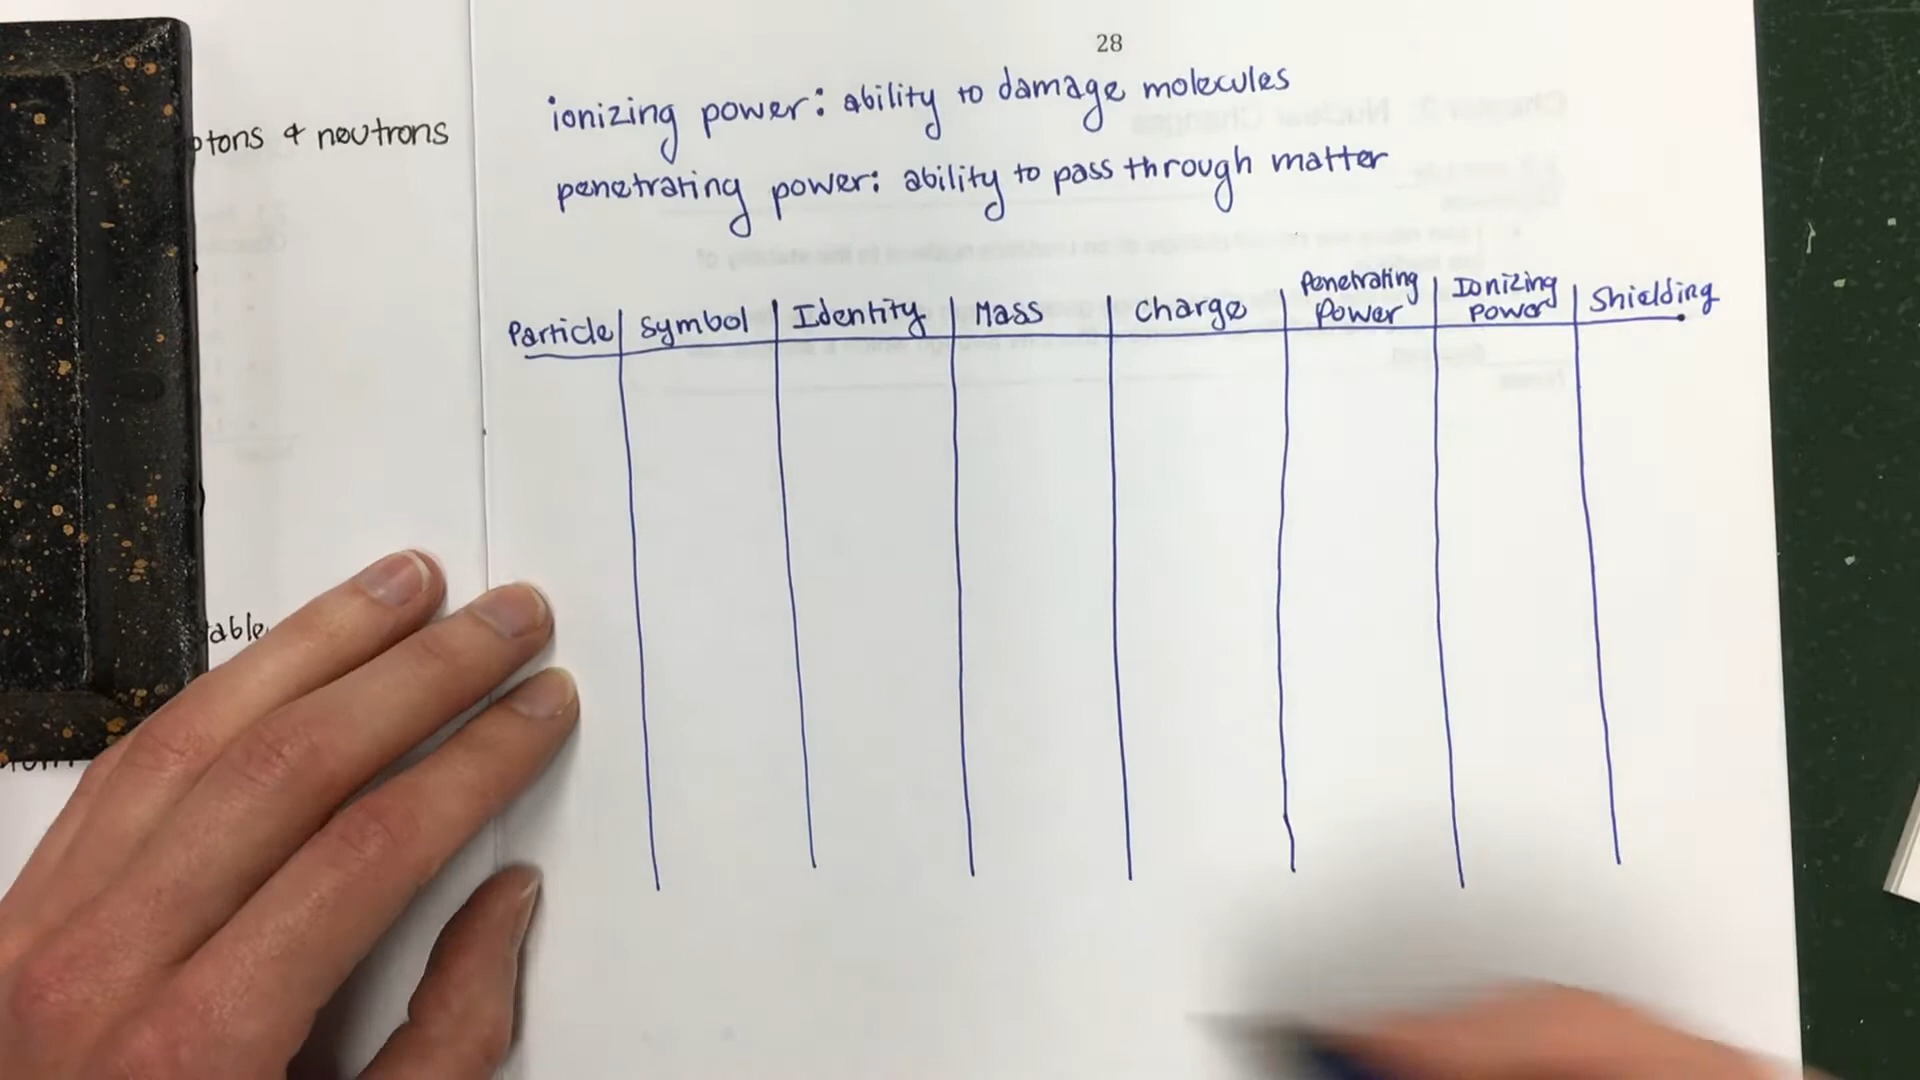 28
ionizing power: ability to damage molecules
penetrating power: ability to pass through matter
Particle Symbol Identity Mass Charge Penetrating Power Ionizing Power Shielding
otons & neutrons
able